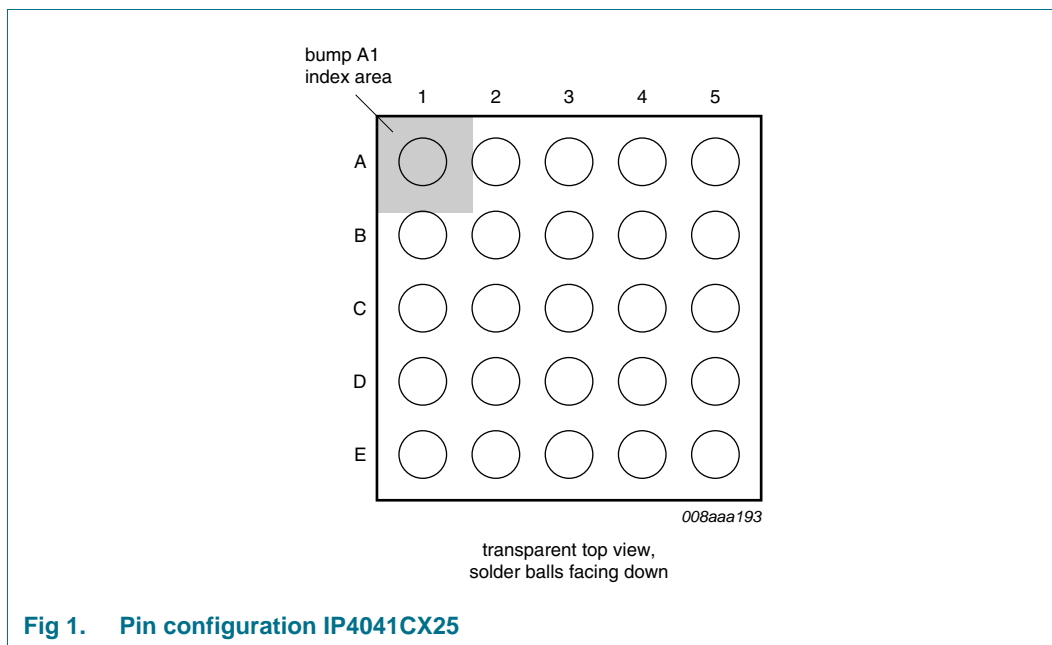 bump A1
index area
1 2 3 4 5
A
B
C
D
E
008aaa193
transparent top view,
solder balls facing down
Fig 1. Pin configuration IP4041CX25